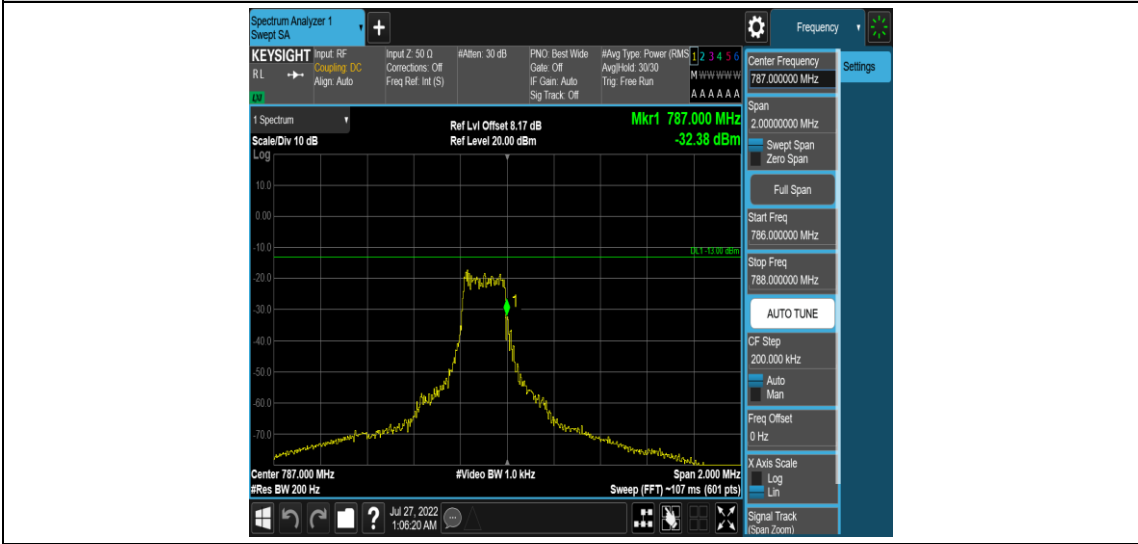 Spectrum Analyzer 1
Swept SA
+
Frequency
KEYSIGHT
RL
Input: RF
Coupling: DC
Align: Auto
Input Z: 50 Ω
Corrections: Off
Freq Ref: Int (S)
#Atten: 30 dB
PNO: Best Wide
Gate: Off
IF Gain: Auto
Sig Track: Off
#Avg Type: Power (RMS
Avg|Hold: 30/30
Trig: Free Run
1 2 3 4 5 6
M W W W W W
A A A A A A
1 Spectrum
Scale/Div 10 dB
Log
Ref Lvl Offset 8.17 dB
Ref Level 20.00 dBm
Mkr1 787.000 MHz
-32.38 dBm
10.0
0.00
-10.0
DL1 -13.00 dBm
-20.0
1
-30.0
-40.0
-50.0
-60.0
-70.0
Center 787.000 MHz
#Res BW 200 Hz
#Video BW 1.0 kHz
Span 2.000 MHz
Sweep (FFT) ~107 ms (601 pts)
?
Jul 27, 2022
1:06:20 AM
Center Frequency
787.000000 MHz
Settings
Span
2.00000000 MHz
Swept Span
Zero Span
Full Span
Start Freq
786.000000 MHz
Stop Freq
788.000000 MHz
AUTO TUNE
CF Step
200.000 kHz
Auto
Man
Freq Offset
0 Hz
X Axis Scale
Log
Lin
Signal Track
(Span Zoom)